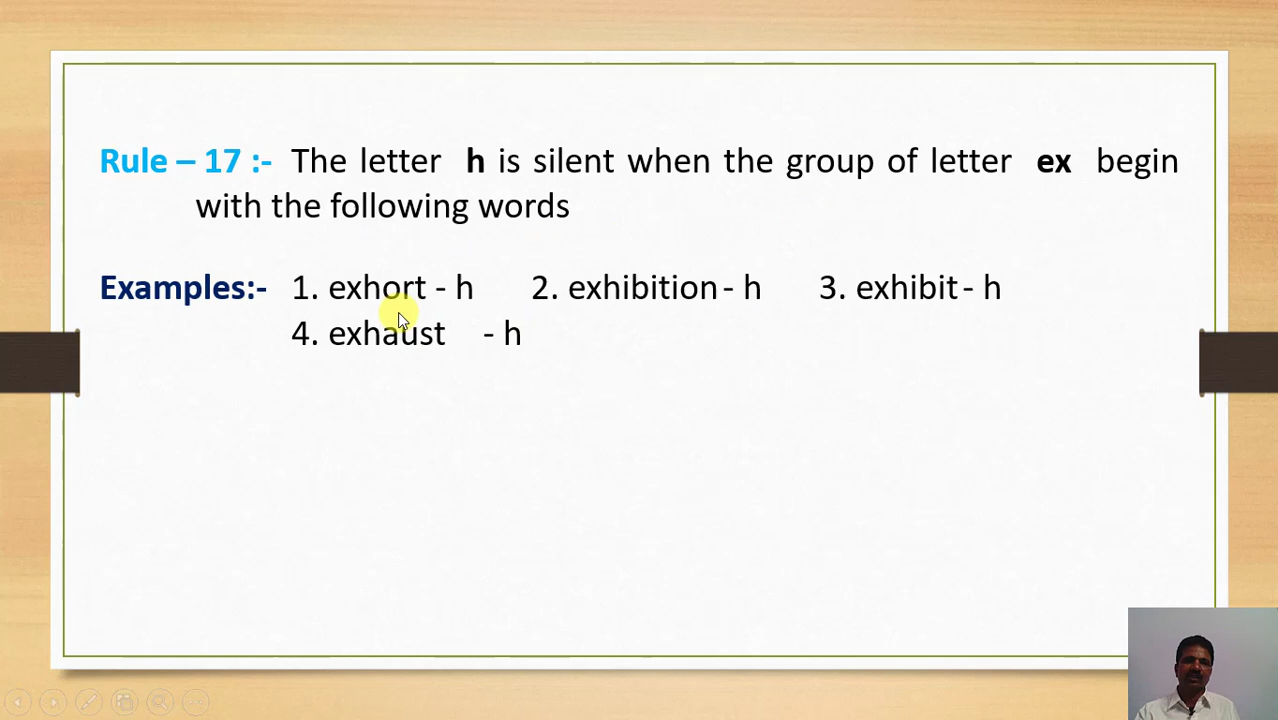 Rule – 17 :- The letter h is silent when the group of letter ex begin
with the following words
Examples:- 1. exhort - h 2. exhibition - h 3. exhibit - h
4. exhaust - h